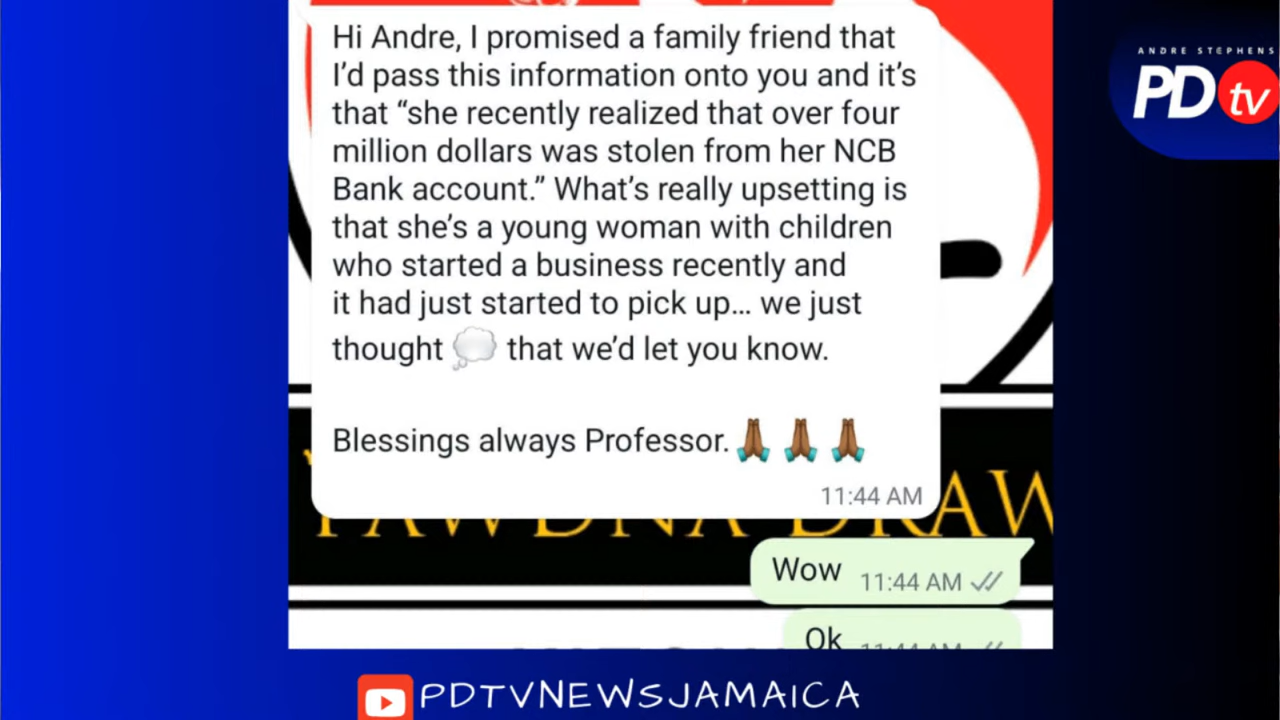 Hi Andre, I promised a family friend that
I'd pass this information onto you and it's
that “she recently realized that over four
million dollars was stolen from her NCB
Bank account.” What's really upsetting is
that she's a young woman with children
who started a business recently and
it had just started to pick up... we just
thought 💭 that we'd let you know.
Blessings always Professor. 🙏🏾 🙏🏾 🙏🏾
11:44 AM
ANDRE STEPHENS
PD tv
Wow 11:44 AM
Ok 11:44 AM
PDTVNEWSJAMAICA